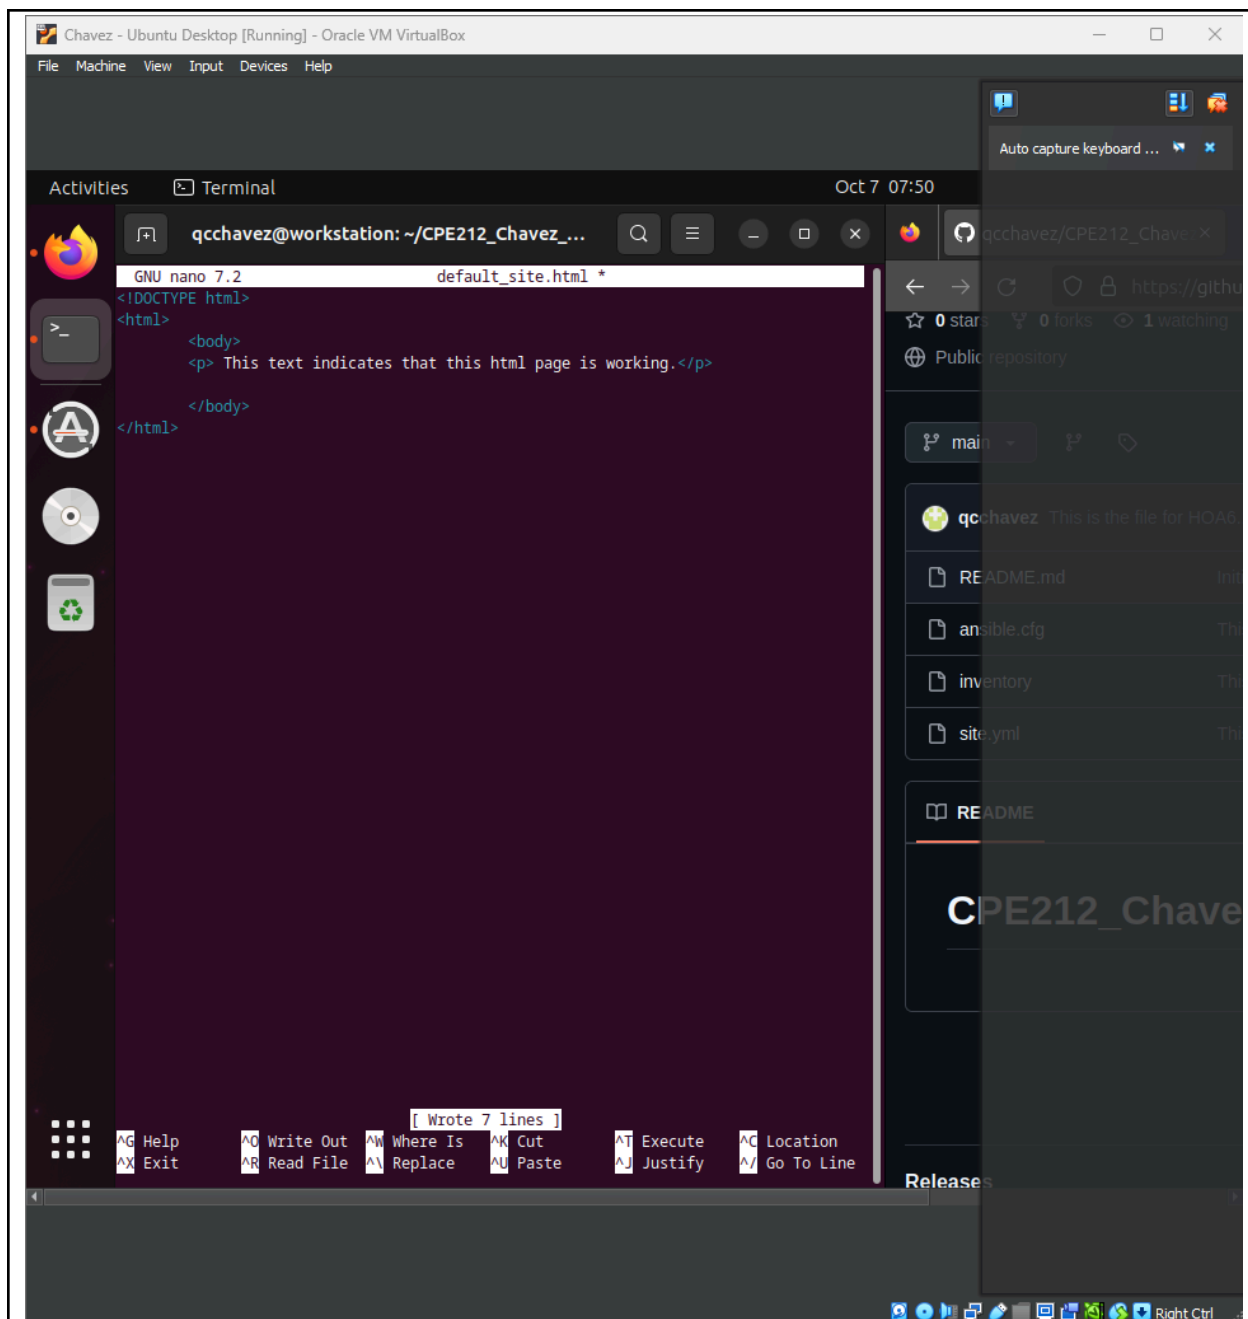 Chavez - Ubuntu Desktop [Running] - Oracle VM VirtualBox
File Machine View Input Devices Help
Auto capture keyboard ...
Activities Terminal Oct 7 07:50
qcchavez@workstation: ~/CPE212_Chavez_...
qcchavez/CPE212_Chave
GNU nano 7.2 default_site.html *
https://githu
<!DOCTYPE html>
<html>
<body>
<p> This text indicates that this html page is working.</p>
</body>
</html>
0 stars 0 forks 1 watching
Public repository
main
qcchavez This is the file for HOA6
README.md Init
ansible.cfg Thi
inventory Thi
site.yml Thi
README
CPE212_Chave
[ Wrote 7 lines ]
^G Help ^O Write Out ^W Where Is ^K Cut ^T Execute ^C Location
^X Exit ^R Read File ^\ Replace ^U Paste ^J Justify ^/ Go To Line
Releases
Right Ctrl